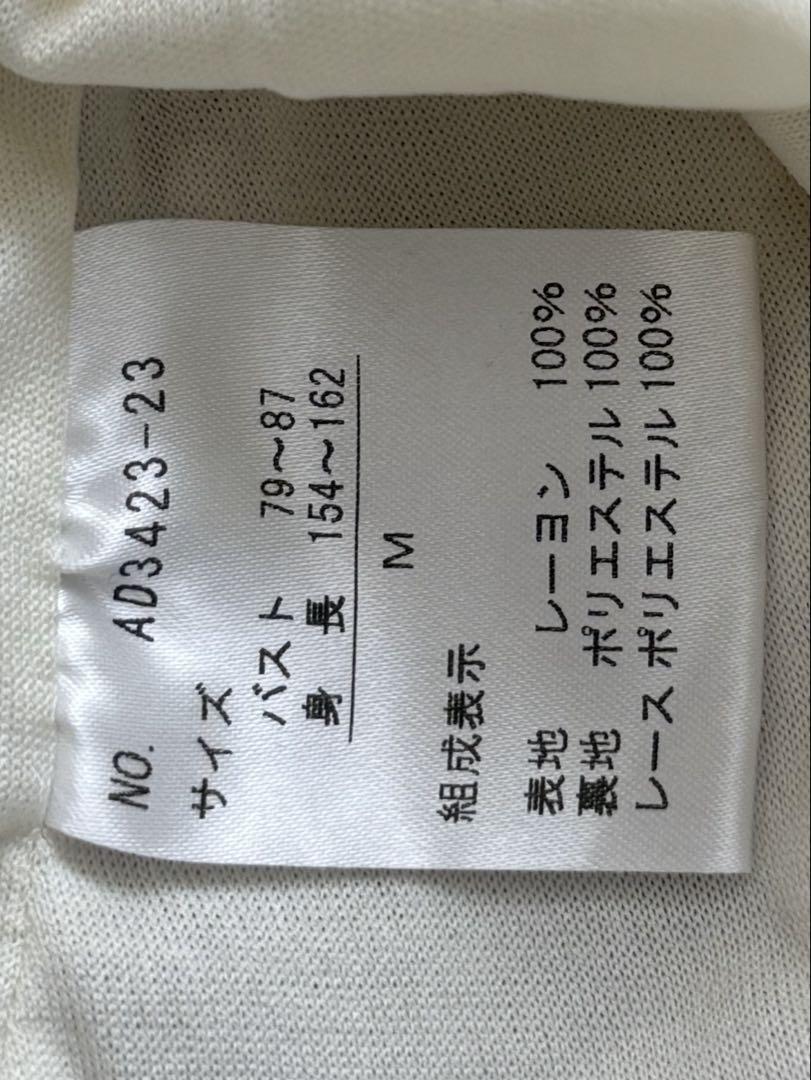 NO. AD3423-23
サイズ
バスト 79〜87
身 長 154〜162
M
組成表示
表地 レーヨン 100%
裏地 ポリエステル 100%
レース ポリエステル 100%